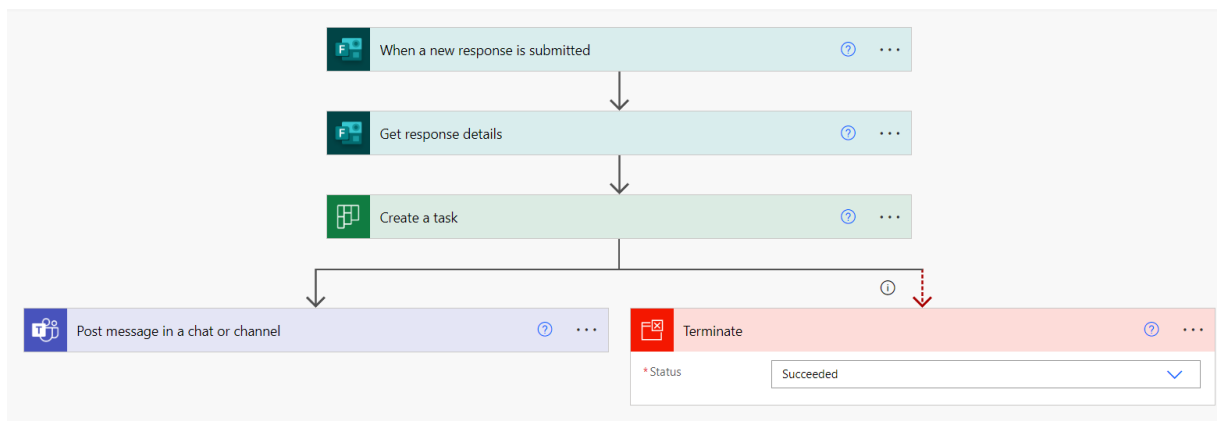 When a new response is submitted
Get response details
Create a task
Post message in a chat or channel
Terminate
* Status
Succeeded